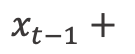 x_{t-1} +